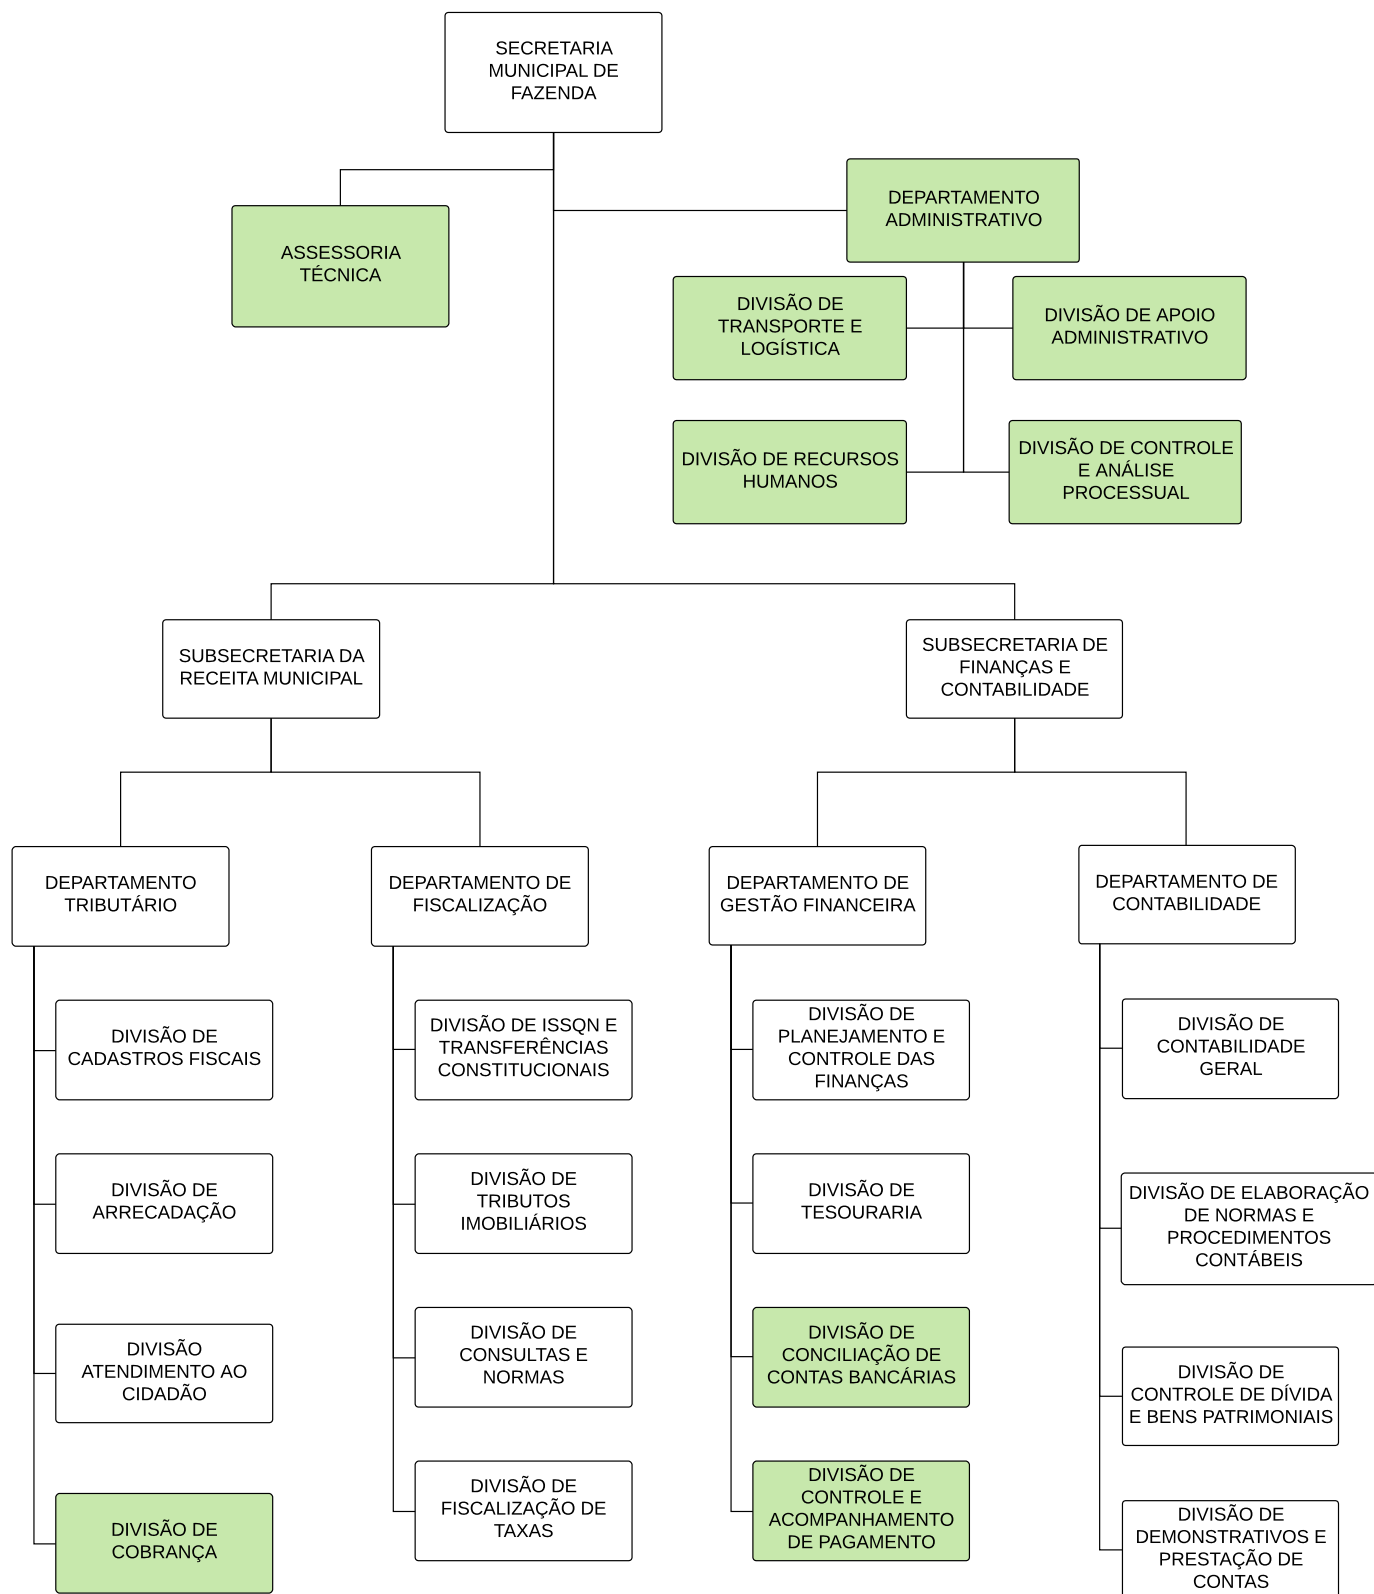 SECRETARIA
MUNICIPAL DE
FAZENDA
ASSESSORIA
TÉCNICA
DEPARTAMENTO
ADMINISTRATIVO
DIVISÃO DE
TRANSPORTE E
LOGÍSTICA
DIVISÃO DE APOIO
ADMINISTRATIVO
DIVISÃO DE RECURSOS
HUMANOS
DIVISÃO DE CONTROLE
E ANÁLISE
PROCESSUAL
SUBSECRETARIA DA
RECEITA MUNICIPAL
SUBSECRETARIA DE
FINANÇAS E
CONTABILIDADE
DEPARTAMENTO
TRIBUTÁRIO
DEPARTAMENTO DE
FISCALIZAÇÃO
DEPARTAMENTO DE
GESTÃO FINANCEIRA
DEPARTAMENTO DE
CONTABILIDADE
DIVISÃO DE
CADASTROS FISCAIS
DIVISÃO DE ISSQN E
TRANSFERÊNCIAS
CONSTITUCIONAIS
DIVISÃO DE
PLANEJAMENTO E
CONTROLE DAS
FINANÇAS
DIVISÃO DE
CONTABILIDADE
GERAL
DIVISÃO DE
ARRECADAÇÃO
DIVISÃO DE
TRIBUTOS
IMOBILIÁRIOS
DIVISÃO DE
TESOURARIA
DIVISÃO DE ELABORAÇÃO
DE NORMAS E
PROCEDIMENTOS
CONTÁBEIS
DIVISÃO
ATENDIMENTO AO
CIDADÃO
DIVISÃO DE
CONSULTAS E
NORMAS
DIVISÃO DE
CONCILIAÇÃO DE
CONTAS BANCÁRIAS
DIVISÃO DE
CONTROLE DE DÍVIDA
E BENS PATRIMONIAIS
DIVISÃO DE
COBRANÇA
DIVISÃO DE
FISCALIZAÇÃO DE
TAXAS
DIVISÃO DE
CONTROLE E
ACOMPANHAMENTO
DE PAGAMENTO
DIVISÃO DE
DEMONSTRATIVOS E
PRESTAÇÃO DE
CONTAS